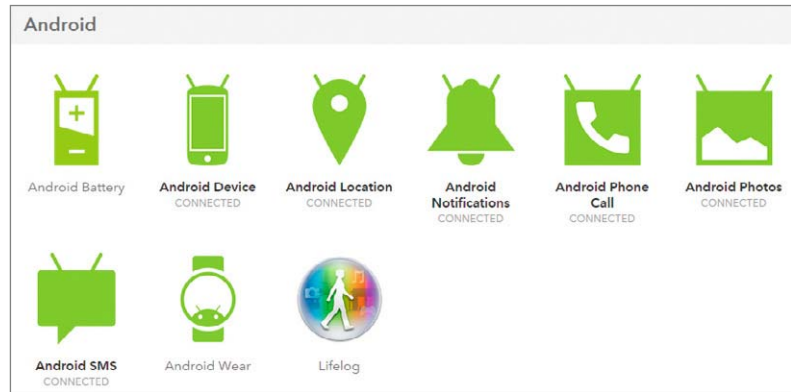 Android
Android Battery
Android Device
CONNECTED
Android Location
CONNECTED
Android
Notifications
CONNECTED
Android Phone
Call
CONNECTED
Android Photos
CONNECTED
Android SMS
CONNECTED
Android Wear
Lifelog